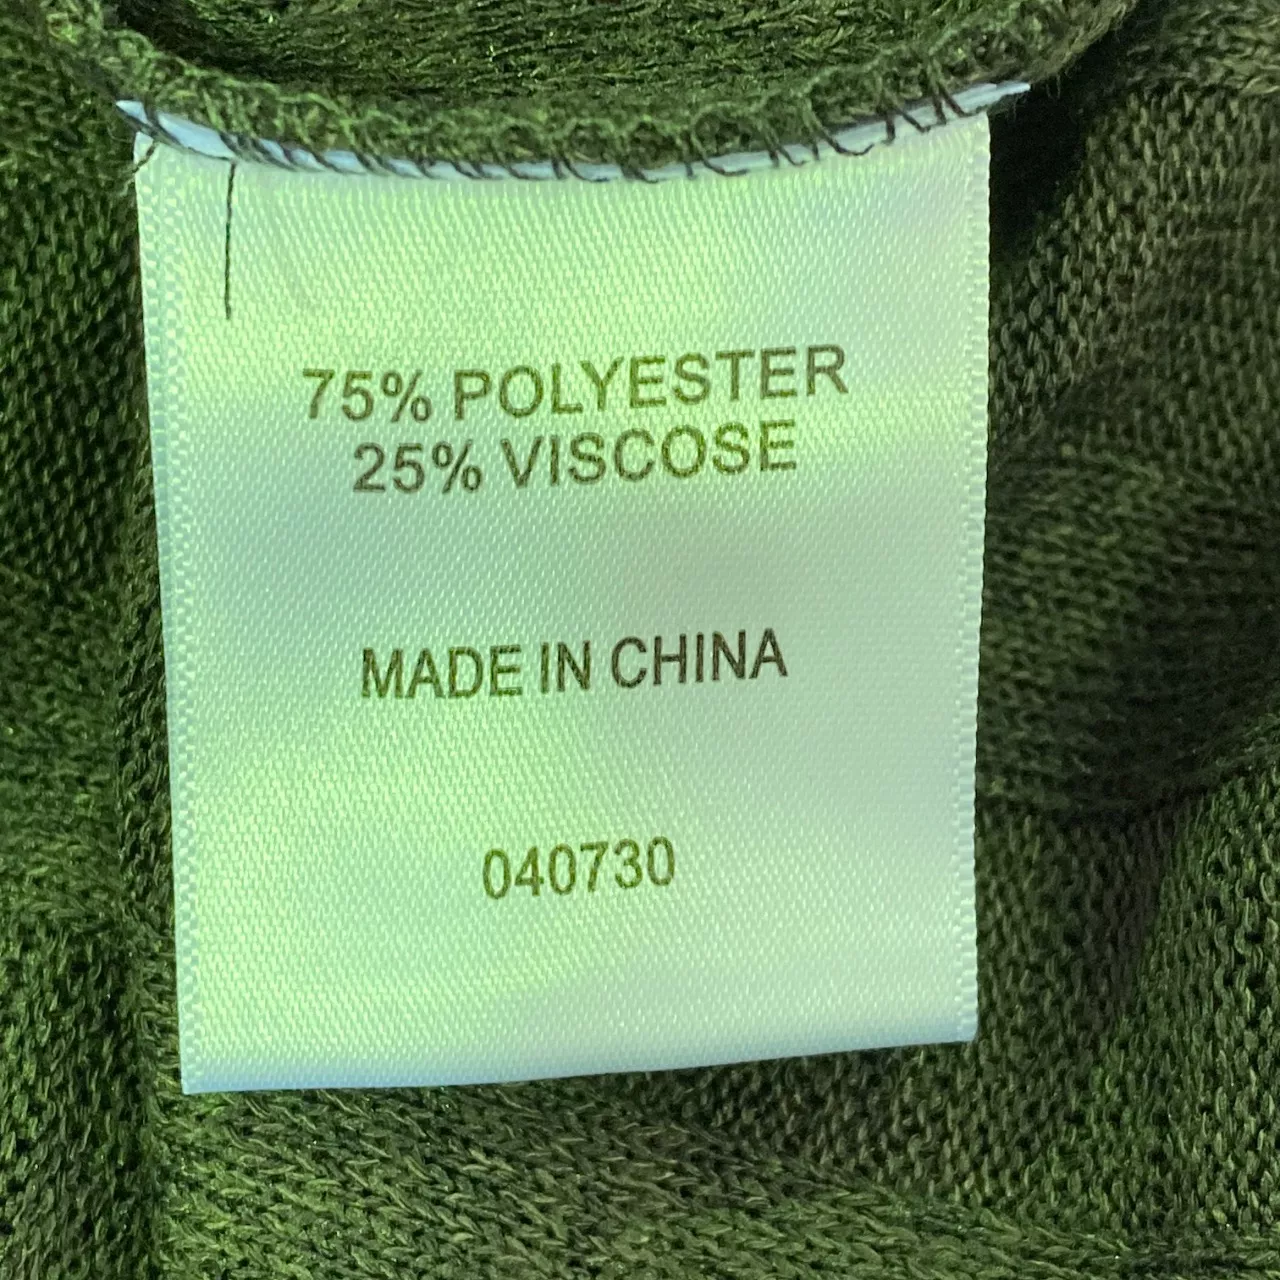 75% POLYESTER
25% VISCOSE
MADE IN CHINA
040730